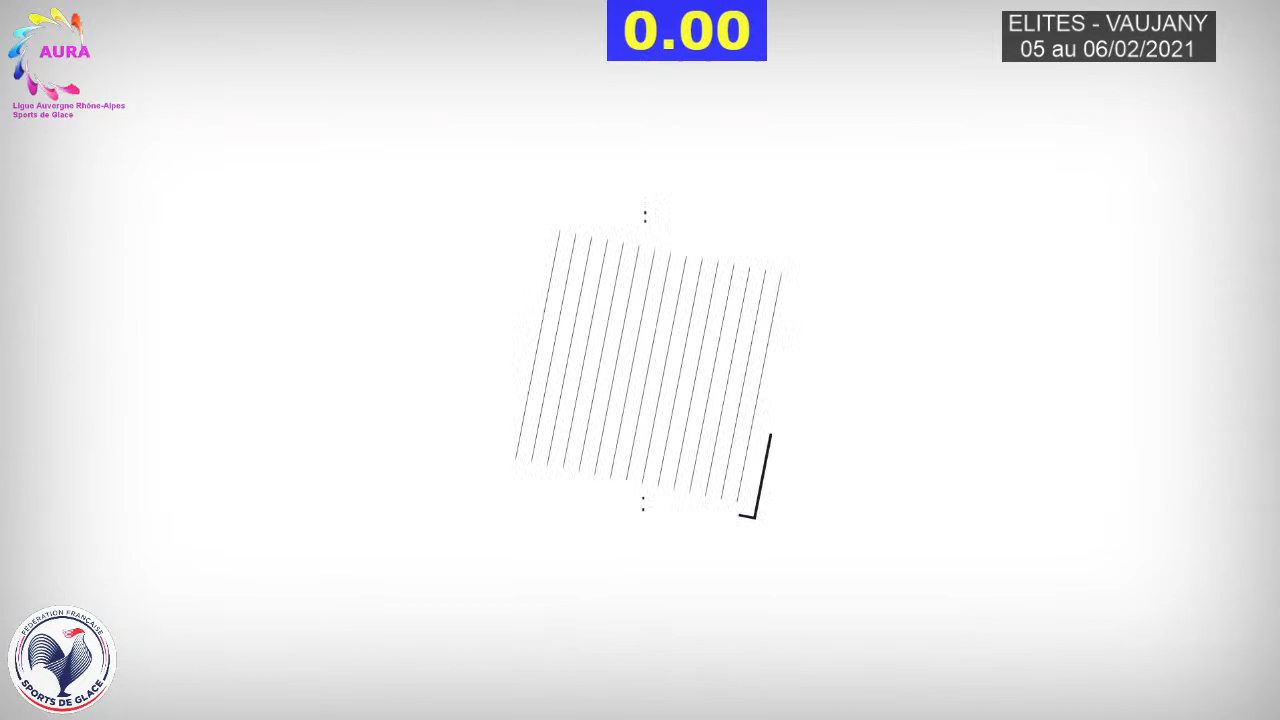 AURA
Ligue Auvergne Rhône-Alpes
Sports de Glace
0.00
ELITES - VAUJANY
05 au 06/02/2021
FÉDÉRATION FRANÇAISE
SPORTS DE GLACE